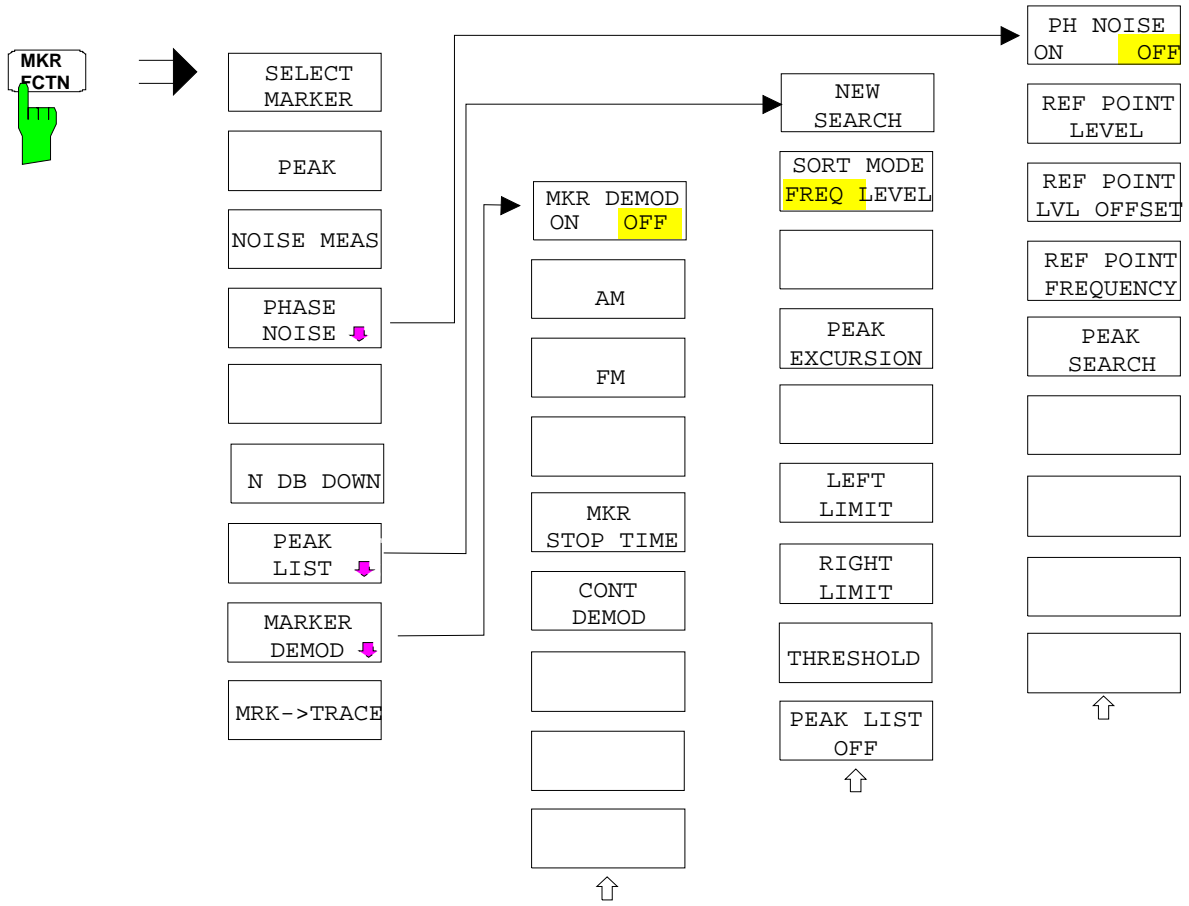 MKR
FCTN
SELECT
MARKER
PEAK
NOISE MEAS
PHASE
NOISE
N DB DOWN
PEAK
LIST
MARKER
DEMOD
MRK->TRACE
MKR DEMOD
ON OFF
AM
FM
MKR
STOP TIME
CONT
DEMOD
NEW
SEARCH
SORT MODE
FREQ LEVEL
PEAK
EXCURSION
LEFT
LIMIT
RIGHT
LIMIT
THRESHOLD
PEAK LIST
OFF
PH NOISE
ON OFF
REF POINT
LEVEL
REF POINT
LVL OFFSET
REF POINT
FREQUENCY
PEAK
SEARCH